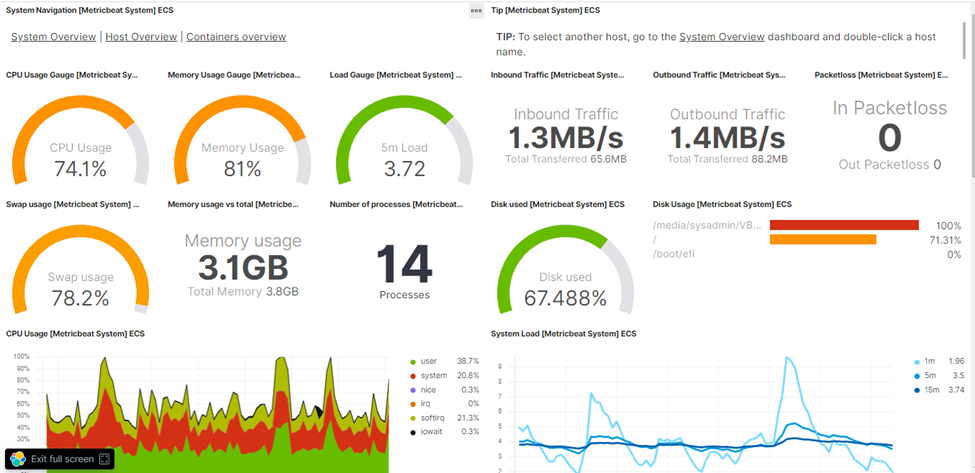 System Navigation [Metricbeat System] ECS
System Overview | Host Overview | Containers overview
Tip [Metricbeat System] ECS
TIP: To select another host, go to the System Overview dashboard and double-click a host
name.
CPU Usage Gauge [Metricbeat Sy...
CPU Usage
74.1%
Memory Usage Gauge [Metricbea...
Memory Usage
81%
Load Gauge [Metricbeat System] ...
5m Load
3.72
Inbound Traffic [Metricbeat Syste...
Inbound Traffic
1.3MB/s
Total Transferred 65.6MB
Outbound Traffic [Metricbeat Sys...
Outbound Traffic
1.4MB/s
Total Transferred 88.2MB
Packetloss [Metricbeat System] E...
In Packetloss
0
Out Packetloss 0
Swap usage [Metricbeat System] ...
Swap usage
78.2%
Memory usage vs total [Metricbe...
Memory usage
3.1GB
Total Memory 3.8GB
Number of processes [Metricbeat...
14
Processes
Disk used [Metricbeat System] ECS
Disk used
67.488%
Disk Usage [Metricbeat System] ECS
/media/sysadmin/VB... 100%
/ 71.31%
/boot/efi 0%
CPU Usage [Metricbeat System] ECS
100%
90%
80%
70%
60%
50%
40%
30%
user 38.7%
system 20.8%
nice 0.3%
irq 0%
softirq 21.3%
iowait 0.3%
Exit full screen
System Load [Metricbeat System] ECS
9
8
7
6
5
4
3
2
1m 1.96
5m 3.5
15m 3.74